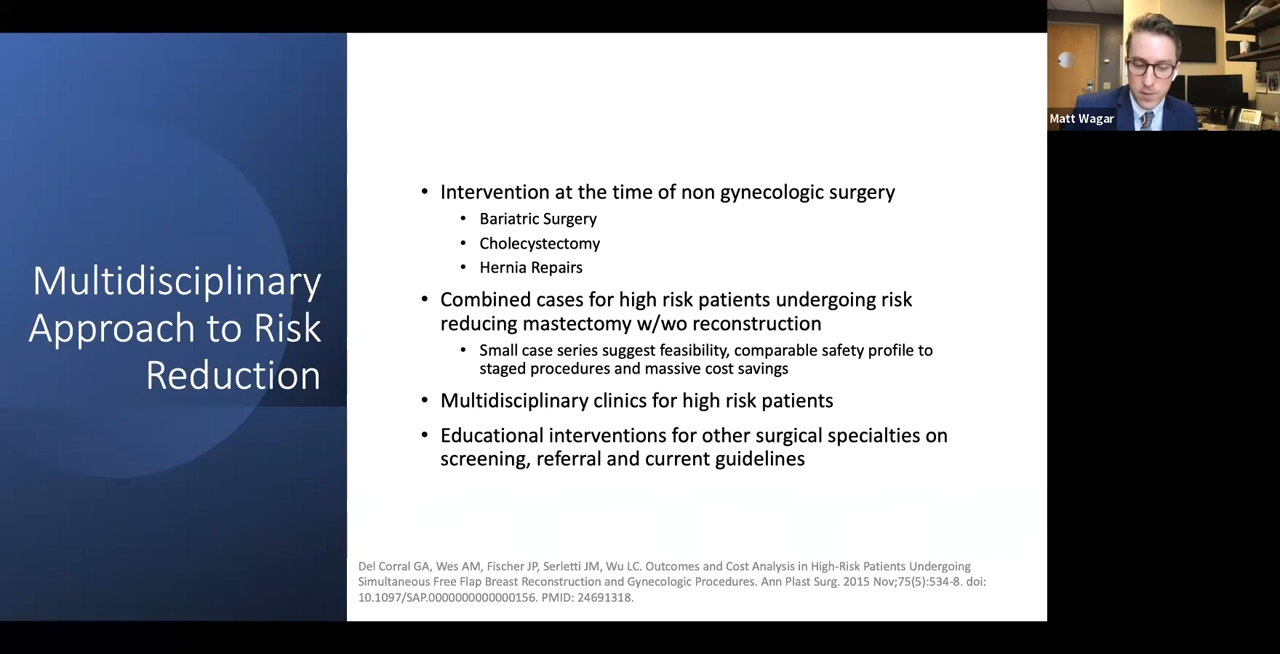 Multidisciplinary
Approach to Risk
Reduction
• Intervention at the time of non gynecologic surgery
• Bariatric Surgery
• Cholecystectomy
• Hernia Repairs
• Combined cases for high risk patients undergoing risk
reducing mastectomy w/wo reconstruction
• Small case series suggest feasibility, comparable safety profile to
staged procedures and massive cost savings
• Multidisciplinary clinics for high risk patients
• Educational interventions for other surgical specialties on
screening, referral and current guidelines
Del Corral GA, Wes AM, Fischer JP, Serletti JM, Wu LC. Outcomes and Cost Analysis in High-Risk Patients Undergoing
Simultaneous Free Flap Breast Reconstruction and Gynecologic Procedures. Ann Plast Surg. 2015 Nov;75(5):534-8. doi:
10.1097/SAP.0000000000000156. PMID: 24691318.
Matt Wagar